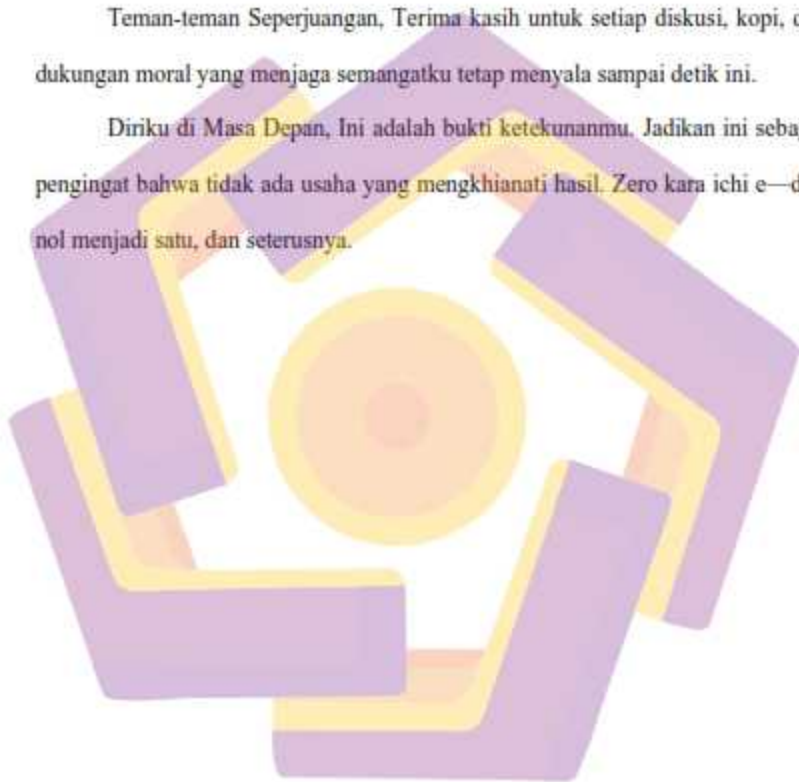 Teman-teman Seperjuangan, Terima kasih untuk setiap diskusi, kopi,
dukungan moral yang menjaga semangatku tetap menyala sampai detik ini.
Diriku di Masa Depan, Ini adalah bukti ketekunanmu. Jadikan ini
pengingat bahwa tidak ada usaha yang mengkhianati hasil. Zero kara ichi e—
nol menjadi satu, dan seterusnya.